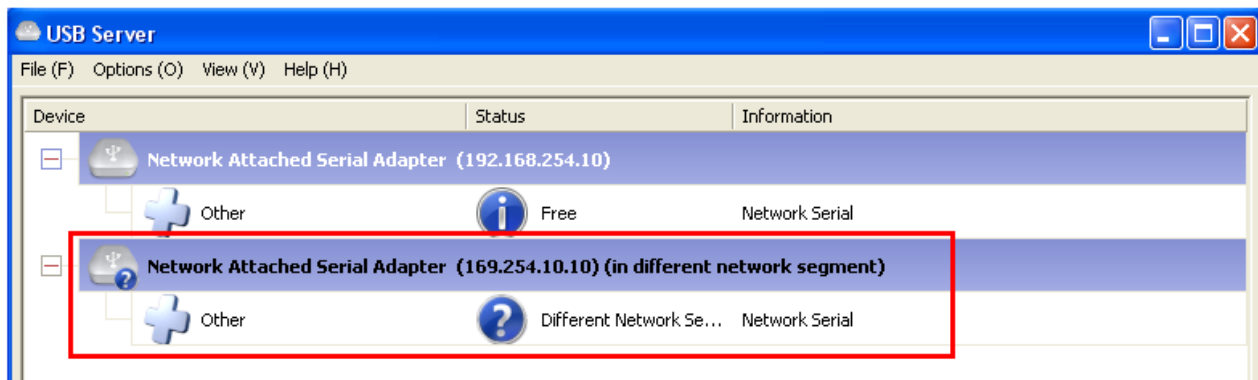 USB Server
File (F) Options (O) View (V) Help (H)
Device Status Information
Network Attached Serial Adapter (192.168.254.10)
Other Free Network Serial
Network Attached Serial Adapter (169.254.10.10) (in different network segment)
Other Different Network Se... Network Serial